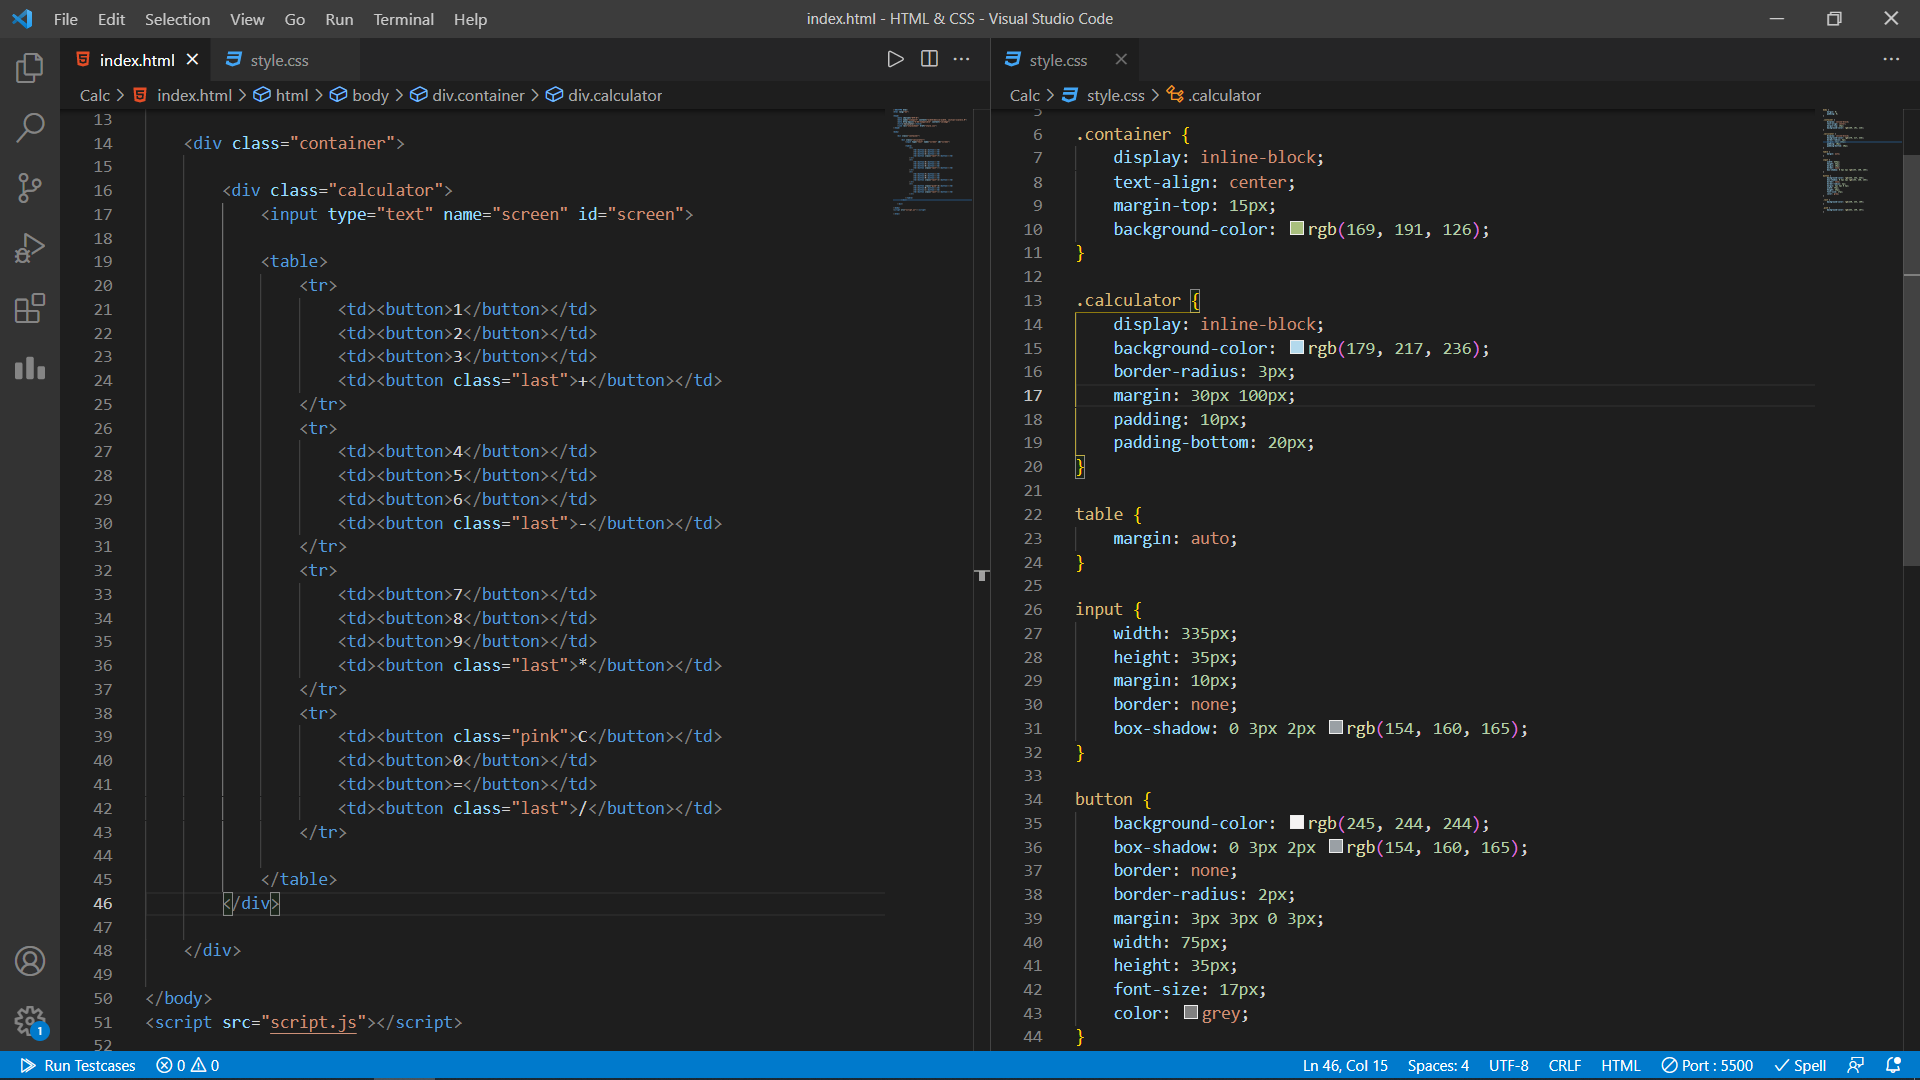 File Edit Selection View Go Run Terminal Help
index.html - HTML & CSS - Visual Studio Code
index.html
style.css
Calc > index.html > html > body > div.container > div.calculator
13
14 <div class="container">
15
16 <div class="calculator">
17 <input type="text" name="screen" id="screen">
18
19 <table>
20 <tr>
21 <td><button>1</button></td>
22 <td><button>2</button></td>
23 <td><button>3</button></td>
24 <td><button class="last">+</button></td>
25 </tr>
26 <tr>
27 <td><button>4</button></td>
28 <td><button>5</button></td>
29 <td><button>6</button></td>
30 <td><button class="last">-</button></td>
31 </tr>
32 <tr>
33 <td><button>7</button></td>
34 <td><button>8</button></td>
35 <td><button>9</button></td>
36 <td><button class="last">*</button></td>
37 </tr>
38 <tr>
39 <td><button class="pink">C</button></td>
40 <td><button>0</button></td>
41 <td><button>=</button></td>
42 <td><button class="last">/</button></td>
43 </tr>
44
45 </table>
46 </div>
47
48 </div>
49
50 </body>
51 <script src="script.js"></script>
52
style.css
Calc > style.css > .calculator
5
6 .container {
7 display: inline-block;
8 text-align: center;
9 margin-top: 15px;
10 background-color: rgb(169, 191, 126);
11 }
12
13 .calculator {
14 display: inline-block;
15 background-color: rgb(179, 217, 236);
16 border-radius: 3px;
17 margin: 30px 100px;
18 padding: 10px;
19 padding-bottom: 20px;
20 }
21
22 table {
23 margin: auto;
24 }
25
26 input {
27 width: 335px;
28 height: 35px;
29 margin: 10px;
30 border: none;
31 box-shadow: 0 3px 2px rgb(154, 160, 165);
32 }
33
34 button {
35 background-color: rgb(245, 244, 244);
36 box-shadow: 0 3px 2px rgb(154, 160, 165);
37 border: none;
38 border-radius: 2px;
39 margin: 3px 3px 0 3px;
40 width: 75px;
41 height: 35px;
42 font-size: 17px;
43 color: grey;
44 }
1
Run Testcases 0 0 Ln 46, Col 15 Spaces: 4 UTF-8 CRLF HTML Port : 5500 Spell